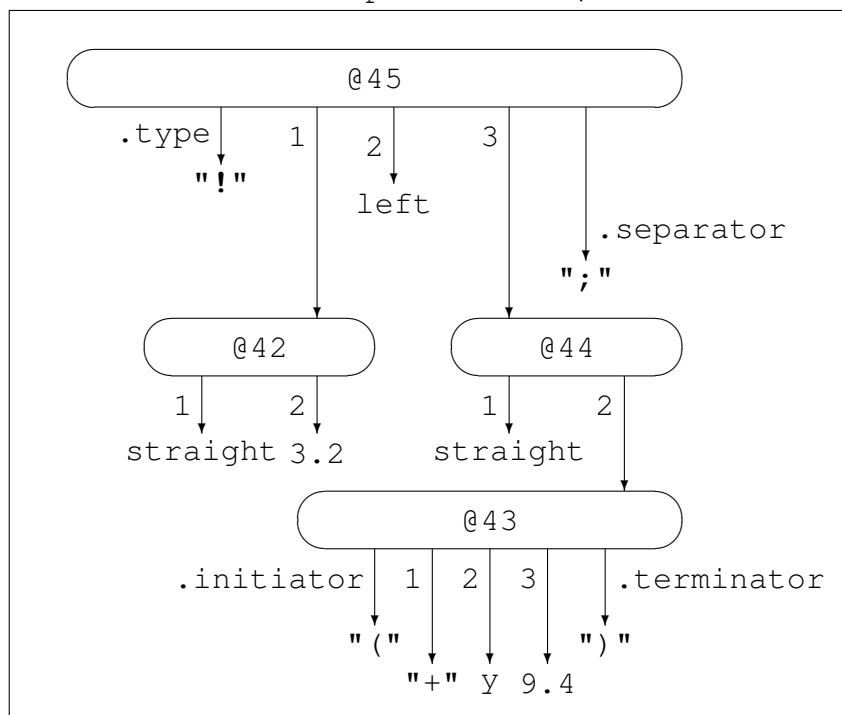 @45
.type 1 2 3
"!" left
.separator
";"
@42 @44
1 2 1 2
straight 3.2 straight
@43
.initiator 1 2 3 .terminator
"(" ")"
"+" y 9.4